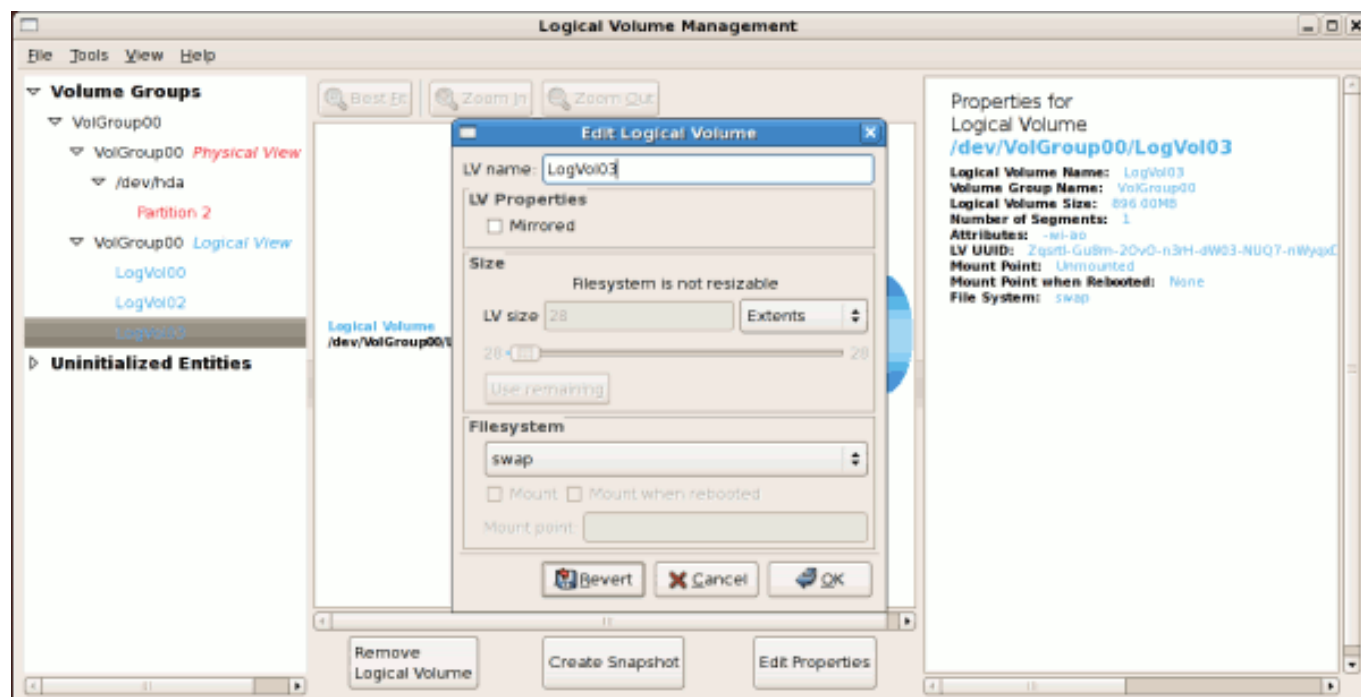 Logical Volume Management
File Tools View Help
Volume Groups
VolGroup00
VolGroup00 Physical View
/dev/hda
Partition 2
VolGroup00 Logical View
LogVol00
LogVol02
LogVol03
Uninitialized Entities
Best Fit Zoom In Zoom Out
Logical Volume
/dev/VolGroup00/L
Edit Logical Volume
LV name: LogVol03
LV Properties
Mirrored
Size
Filesystem is not resizable
LV size 28 Extents
28 28
Use remaining
Filesystem
swap
Mount Mount when rebooted
Mount point:
Revert Cancel OK
Remove
Logical Volume
Create Snapshot
Edit Properties
Properties for
Logical Volume
/dev/VolGroup00/LogVol03
Logical Volume Name: LogVol03
Volume Group Name: VolGroup00
Logical Volume Size: 896.00MB
Number of Segments: 1
Attributes: -wi-ao
LV UUID:
Mount Point: Unmounted
Mount Point when Rebooted: None
File System: swap